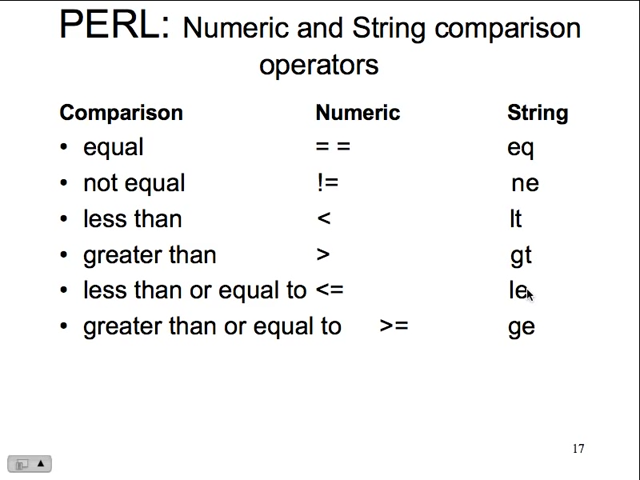 PERL: Numeric and String comparison
operators
Comparison Numeric String
• equal = = eq
• not equal != ne
• less than < lt
• greater than > gt
• less than or equal to <= le
• greater than or equal to >= ge
17